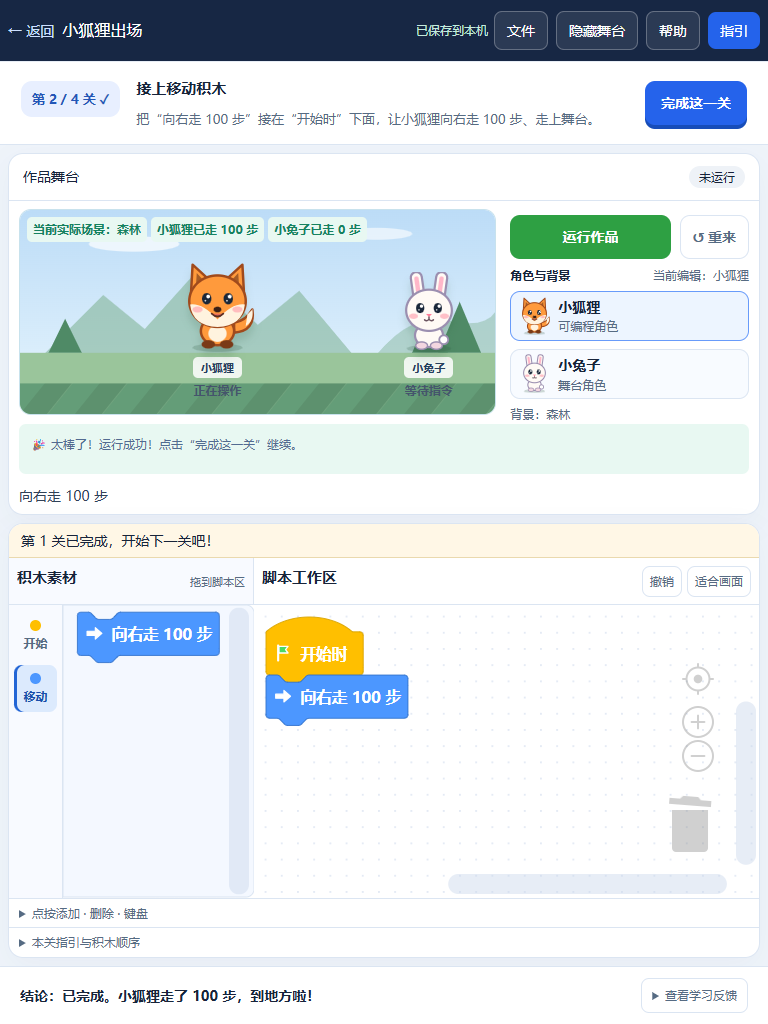 ← 返回 小狐狸出场 已保存到本机 文件 隐藏舞台 帮助 指引
第 2 / 4 关 ✓
接上移动积木
把“向右走 100 步”接在“开始时”下面，让小狐狸向右走 100 步、走上舞台。
完成这一关
作品舞台 未运行
当前实际场景：森林 小狐狸已走 100 步 小兔子已走 0 步
小狐狸
正在操作
小兔子
等待指令
运行作品 ↺ 重来
角色与背景 当前编辑：小狐狸
小狐狸
可编程角色
小兔子
舞台角色
背景：森林
🎉 太棒了！运行成功！点击“完成这一关”继续。
向右走 100 步
第 1 关已完成，开始下一关吧！
积木素材 拖到脚本区
脚本工作区 撤销 适合画面
开始
移动
向右走 100 步
开始时
向右走 100 步
▶ 点按添加 · 删除 · 键盘
▶ 本关指引与积木顺序
结论：已完成。小狐狸走了 100 步，到地方啦！
▶ 查看学习反馈